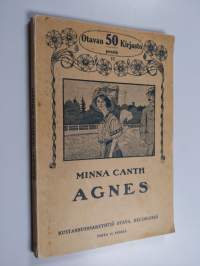 Otavan 50 Kirjasto
penniä
MINNA CANTH
AGNES
KUSTANNUSOSAKEYHTIÖ OTAVA, HELSINGISSÄ